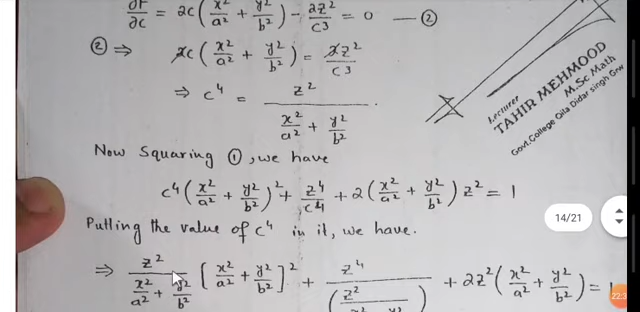 ∂F/∂c = 2c(x²/a² + y²/b²) - 2z²/c3 = 0 — ②
② ⇒ 2c(x²/a² + y²/b²) = 2z²/c3
⇒ c⁴ = z²/(x²/a² + y²/b²).
Lecturer
TAHIR MEHMOOD
M.Sc Math
Govt.College Qila Didar singh Grw
Now Squaring ①, we have
c⁴(x²/a² + y²/b²)² + z⁴/c⁴ + 2(x²/a² + y²/b²)z² = 1
14/21
Putting the value of c⁴ in it, we have.
⇒ z²/(x²/a² + y²/b²) [x²/a² + y²/b²]² + z⁴/(z²/(x² y²)) + 2z²(x²/a² + y²/b²) = 1